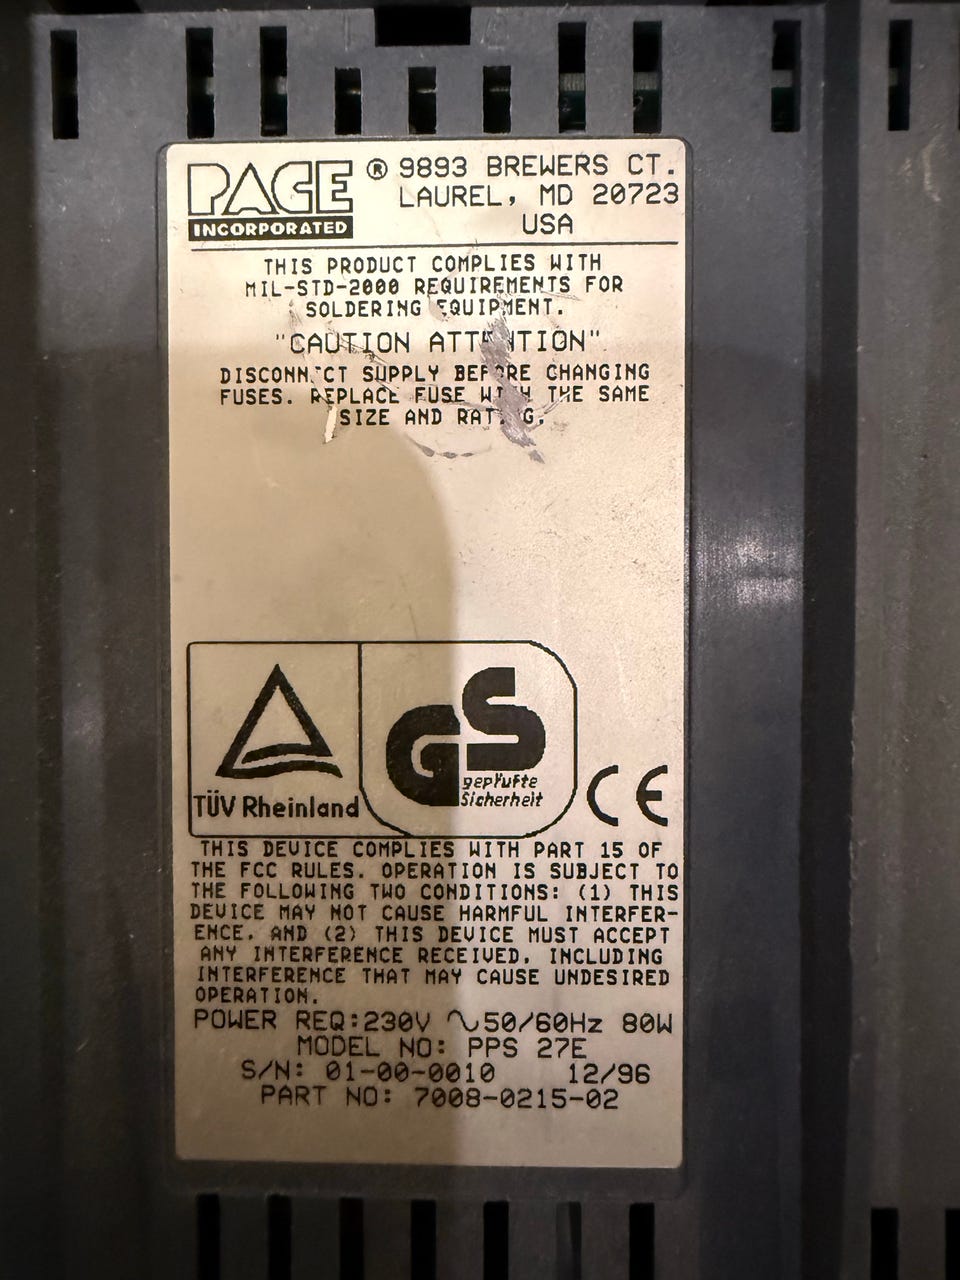 PACE ® 9893 BREWERS CT.
INCORPORATED LAUREL, MD 20723
USA
THIS PRODUCT COMPLIES WITH
MIL-STD-2000 REQUIREMENTS FOR
SOLDERING EQUIPMENT.
"CAUTION ATTENTION"
DISCONNECT SUPPLY BEFORE CHANGING
FUSES. REPLACE FUSE WITH THE SAME
SIZE AND RATING.
TÜV Rheinland
GS
geprüfte
Sicherheit
CE
THIS DEVICE COMPLIES WITH PART 15 OF
THE FCC RULES. OPERATION IS SUBJECT TO
THE FOLLOWING TWO CONDITIONS: (1) THIS
DEVICE MAY NOT CAUSE HARMFUL INTERFER-
ENCE, AND (2) THIS DEVICE MUST ACCEPT
ANY INTERFERENCE RECEIVED, INCLUDING
INTERFERENCE THAT MAY CAUSE UNDESIRED
OPERATION.
POWER REQ:230V ∿50/60Hz 80W
MODEL NO: PPS 27E
S/N: 01-00-0010 12/96
PART NO: 7008-0215-02